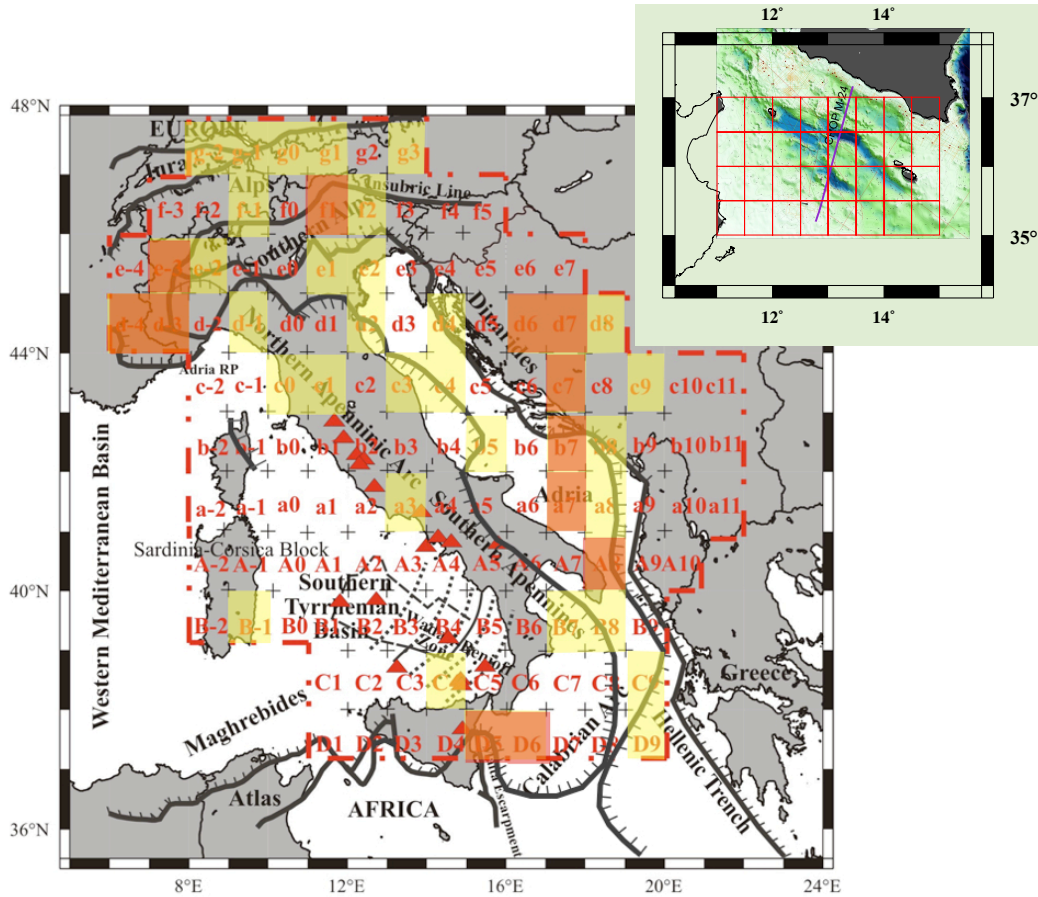 12° 14°
37°
35°
12° 14°
CROP M 24
48°N
EUROPE
g-2 g-1 g0 g1 g2 g3
Jura
Alps
Insubric Line
f-3 f-2 f-1 f0 f1 f2 f3 f4 f5
Southern Alps
e-4 e-3 e-2 e-1 e0 e1 e2 e3 e4 e5 e6 e7
Dinarides
d-4 d-3 d-2 d-1 d0 d1 d2 d3 d4 d5 d6 d7 d8
44°N
Adria RP
Northern Apenninic Arc
c-2 c-1 c0 c1 c2 c3 c4 c5 c6 c7 c8 c9 c10 c11
b-2 b-1 b0 b1 b2 b3 b4 b5 b6 b7 b8 b9 b10 b11
Adria
a-2 a-1 a0 a1 a2 a3 a4 a5 a6 a7 a8 a9 a10 a11
Southern Apennines
Sardinia-Corsica Block
A-2 A-1 A0 A1 A2 A3 A4 A5 A6 A7 A8 A9 A10
40°N
Southern
Tyrrhenian
Basin
B-2 B-1 B0 B1 B2 B3 B4 B5 B6 B7 B8 B9
Wadati Benioff
Zone
C1 C2 C3 C4 C5 C6 C7 C8 C9
Greece
Western Mediterranean Basin
Maghrebides
D1 D2 D3 D4 D5 D6 D7 D8 D9
Calabrian Arc
Hellenic Trench
Atlas
AFRICA
Escarpment
36°N
8°E 12°E 16°E 20°E 24°E